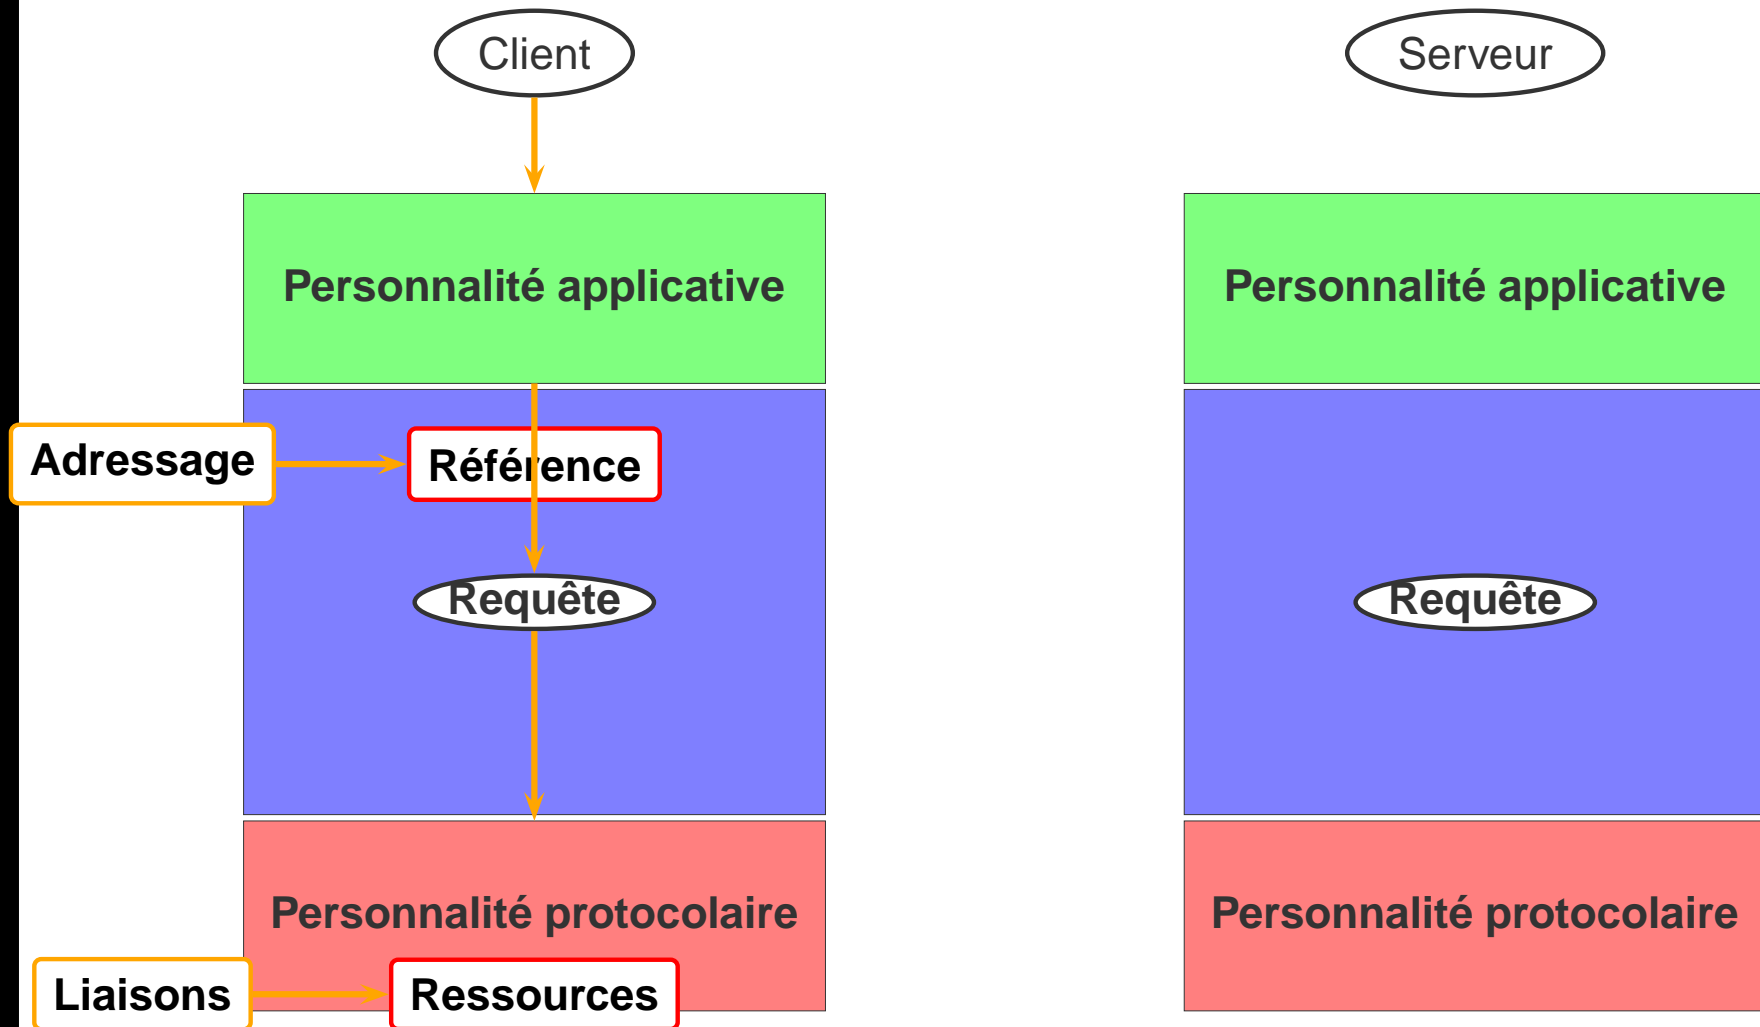 Client
Serveur
Personnalité applicative
Personnalité applicative
Adressage
Référence
Requête
Requête
Personnalité protocolaire
Personnalité protocolaire
Liaisons
Ressources